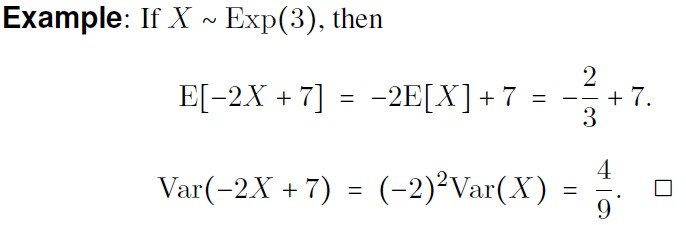 Example: If X ~ Exp(3), then
E[−2X + 7] = −2E[X] + 7 = −2/3 + 7.
Var(−2X + 7) = (−2)²Var(X) = 4/9. □